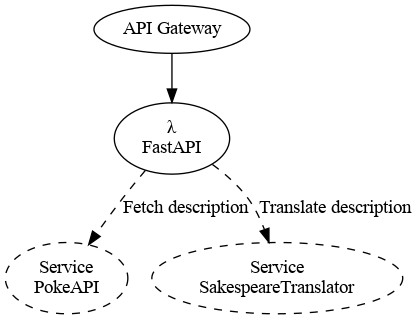 API Gateway
λ
FastAPI
Fetch description
Translate description
Service
PokeAPI
Service
SakespeareTranslator